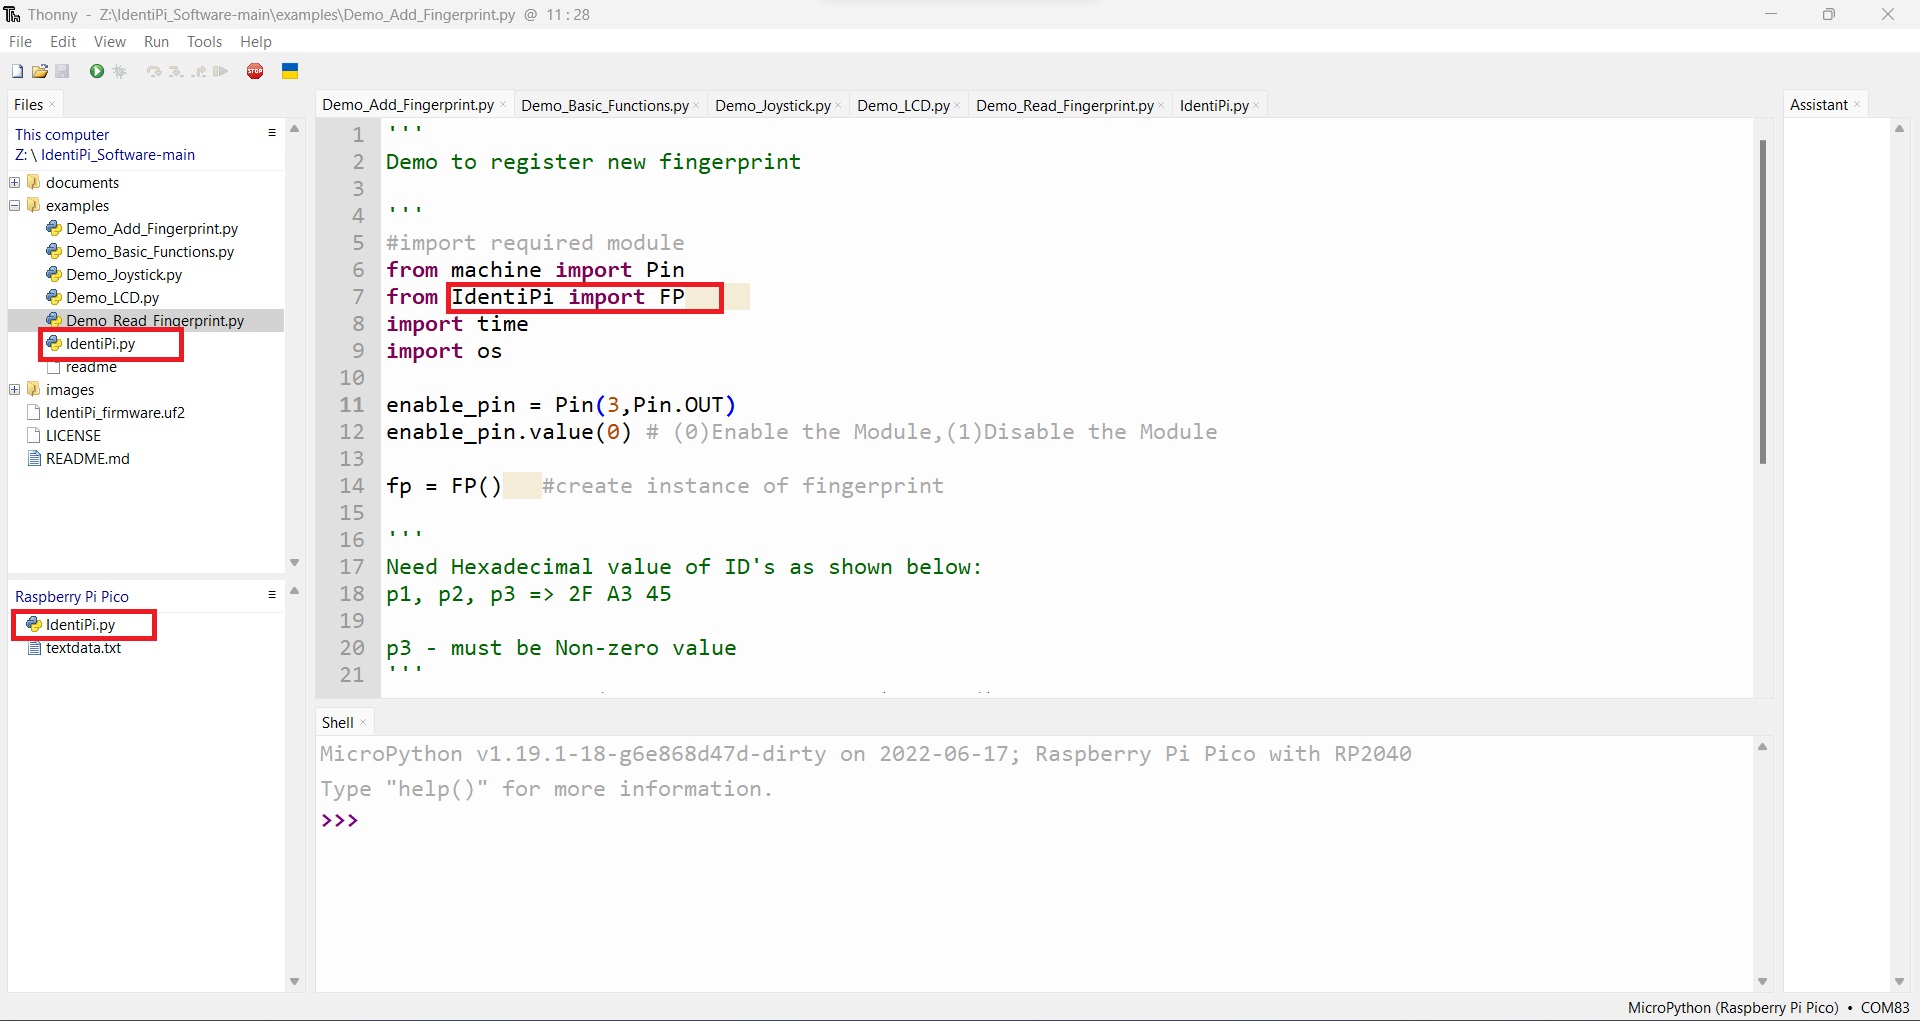 Thonny - Z:\IdentiPi_Software-main\examples\Demo_Add_Fingerprint.py @ 11:28
File Edit View Run Tools Help
STOP
Files
This computer
Z: \ IdentiPi_Software-main
documents
examples
Demo_Add_Fingerprint.py
Demo_Basic_Functions.py
Demo_Joystick.py
Demo_LCD.py
Demo_Read_Fingerprint.py
IdentiPi.py
readme
images
IdentiPi_firmware.uf2
LICENSE
README.md
Raspberry Pi Pico
IdentiPi.py
textdata.txt
Demo_Add_Fingerprint.py Demo_Basic_Functions.py Demo_Joystick.py Demo_LCD.py Demo_Read_Fingerprint.py IdentiPi.py
1 '''
2 Demo to register new fingerprint
3
4 '''
5 #import required module
6 from machine import Pin
7 from IdentiPi import FP
8 import time
9 import os
10
11 enable_pin = Pin(3,Pin.OUT)
12 enable_pin.value(0) # (0)Enable the Module,(1)Disable the Module
13
14 fp = FP()   #create instance of fingerprint
15
16 '''
17 Need Hexadecimal value of ID's as shown below:
18 p1, p2, p3 => 2F A3 45
19
20 p3 - must be Non-zero value
21 '''
Shell
MicroPython v1.19.1-18-g6e868d47d-dirty on 2022-06-17; Raspberry Pi Pico with RP2040
Type "help()" for more information.
>>>
Assistant
MicroPython (Raspberry Pi Pico) • COM83